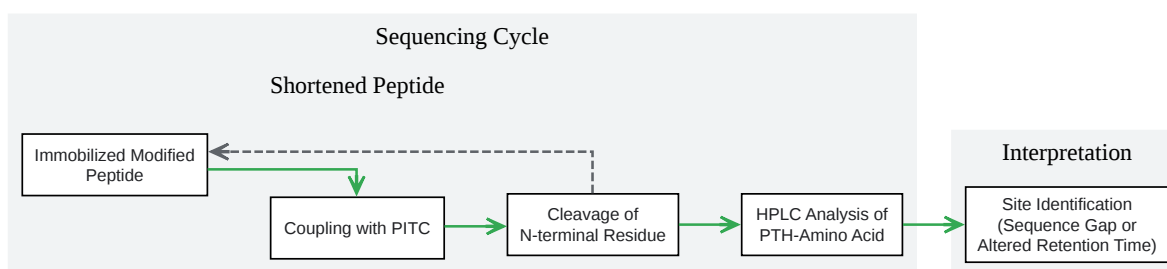 Sequencing Cycle
Shortened Peptide
Immobilized Modified
Peptide
Coupling with PITC
Cleavage of
N-terminal Residue
HPLC Analysis of
PTH-Amino Acid
Interpretation
Site Identification
(Sequence Gap or
Altered Retention Time)